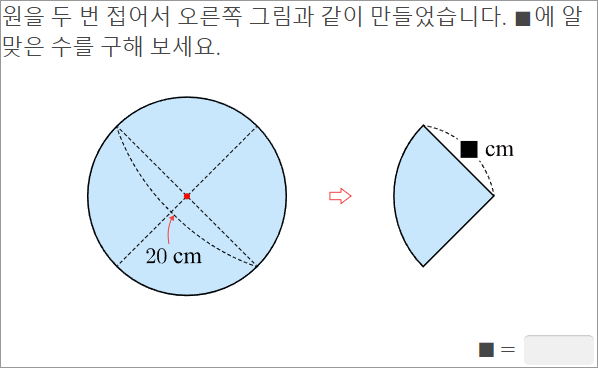 원을 두 번 접어서 오른쪽 그림과 같이 만들었습니다. ■에 알
맞은 수를 구해 보세요.
■ cm
20 cm
■ =